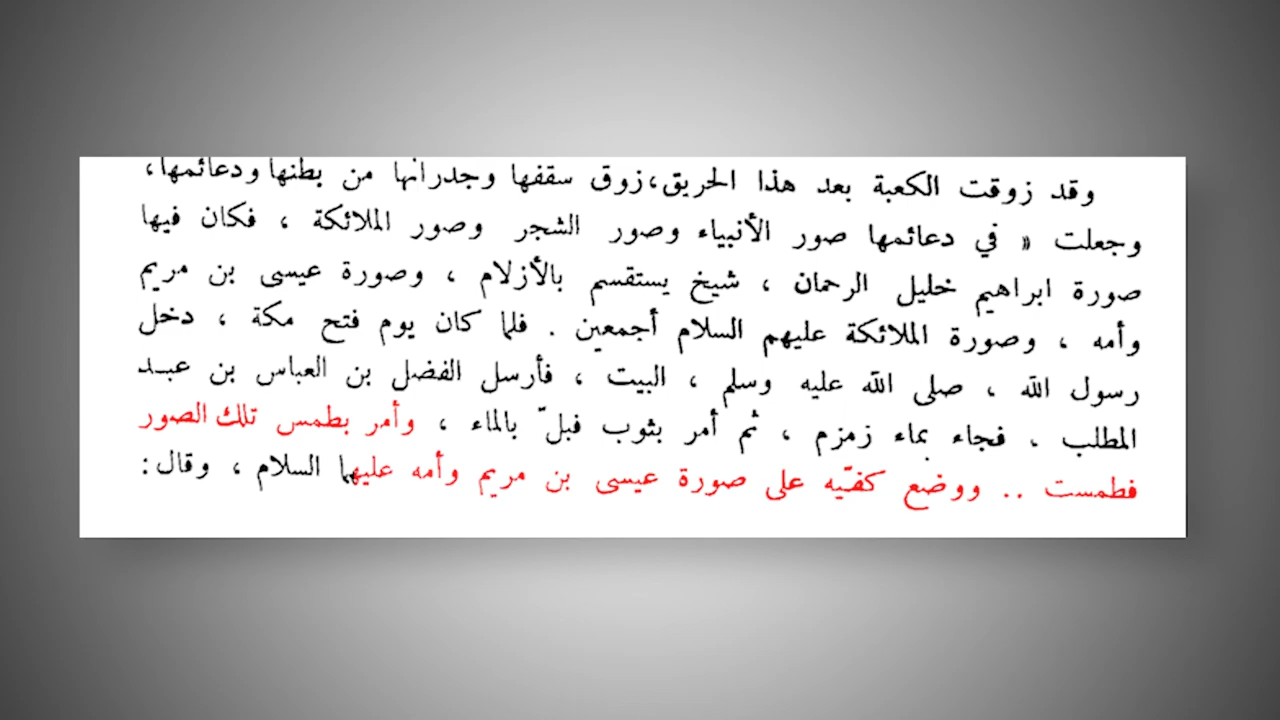 وقد زوقت الكعبة بعد هذا الحريق،زوق سقفها وجدرانها من بطنها ودعائمها،
وجعلت « في دعائمها صور الأنبياء وصور الشجر وصور الملائكة ، فكان فيها
صورة ابراهيم خليل الرحمان ، شيخ يستقسم بالأزلام ، وصورة عيسى بن مريم
وأمه ، وصورة الملائكة عليهم السلام أجمعين . فلما كان يوم فتح مكة ، دخل
رسول الله ، صلى الله عليه وسلم ، البيت ، فأرسل الفضل بن العباس بن عبد
المطلب ، فجاء بماء زمزم ، ثم أمر بثوب فبلّ بالماء ، وأمر بطمس تلك الصور
فطمست .. ووضع كفّيه على صورة عيسى بن مريم وأمه عليهما السلام ، وقال :